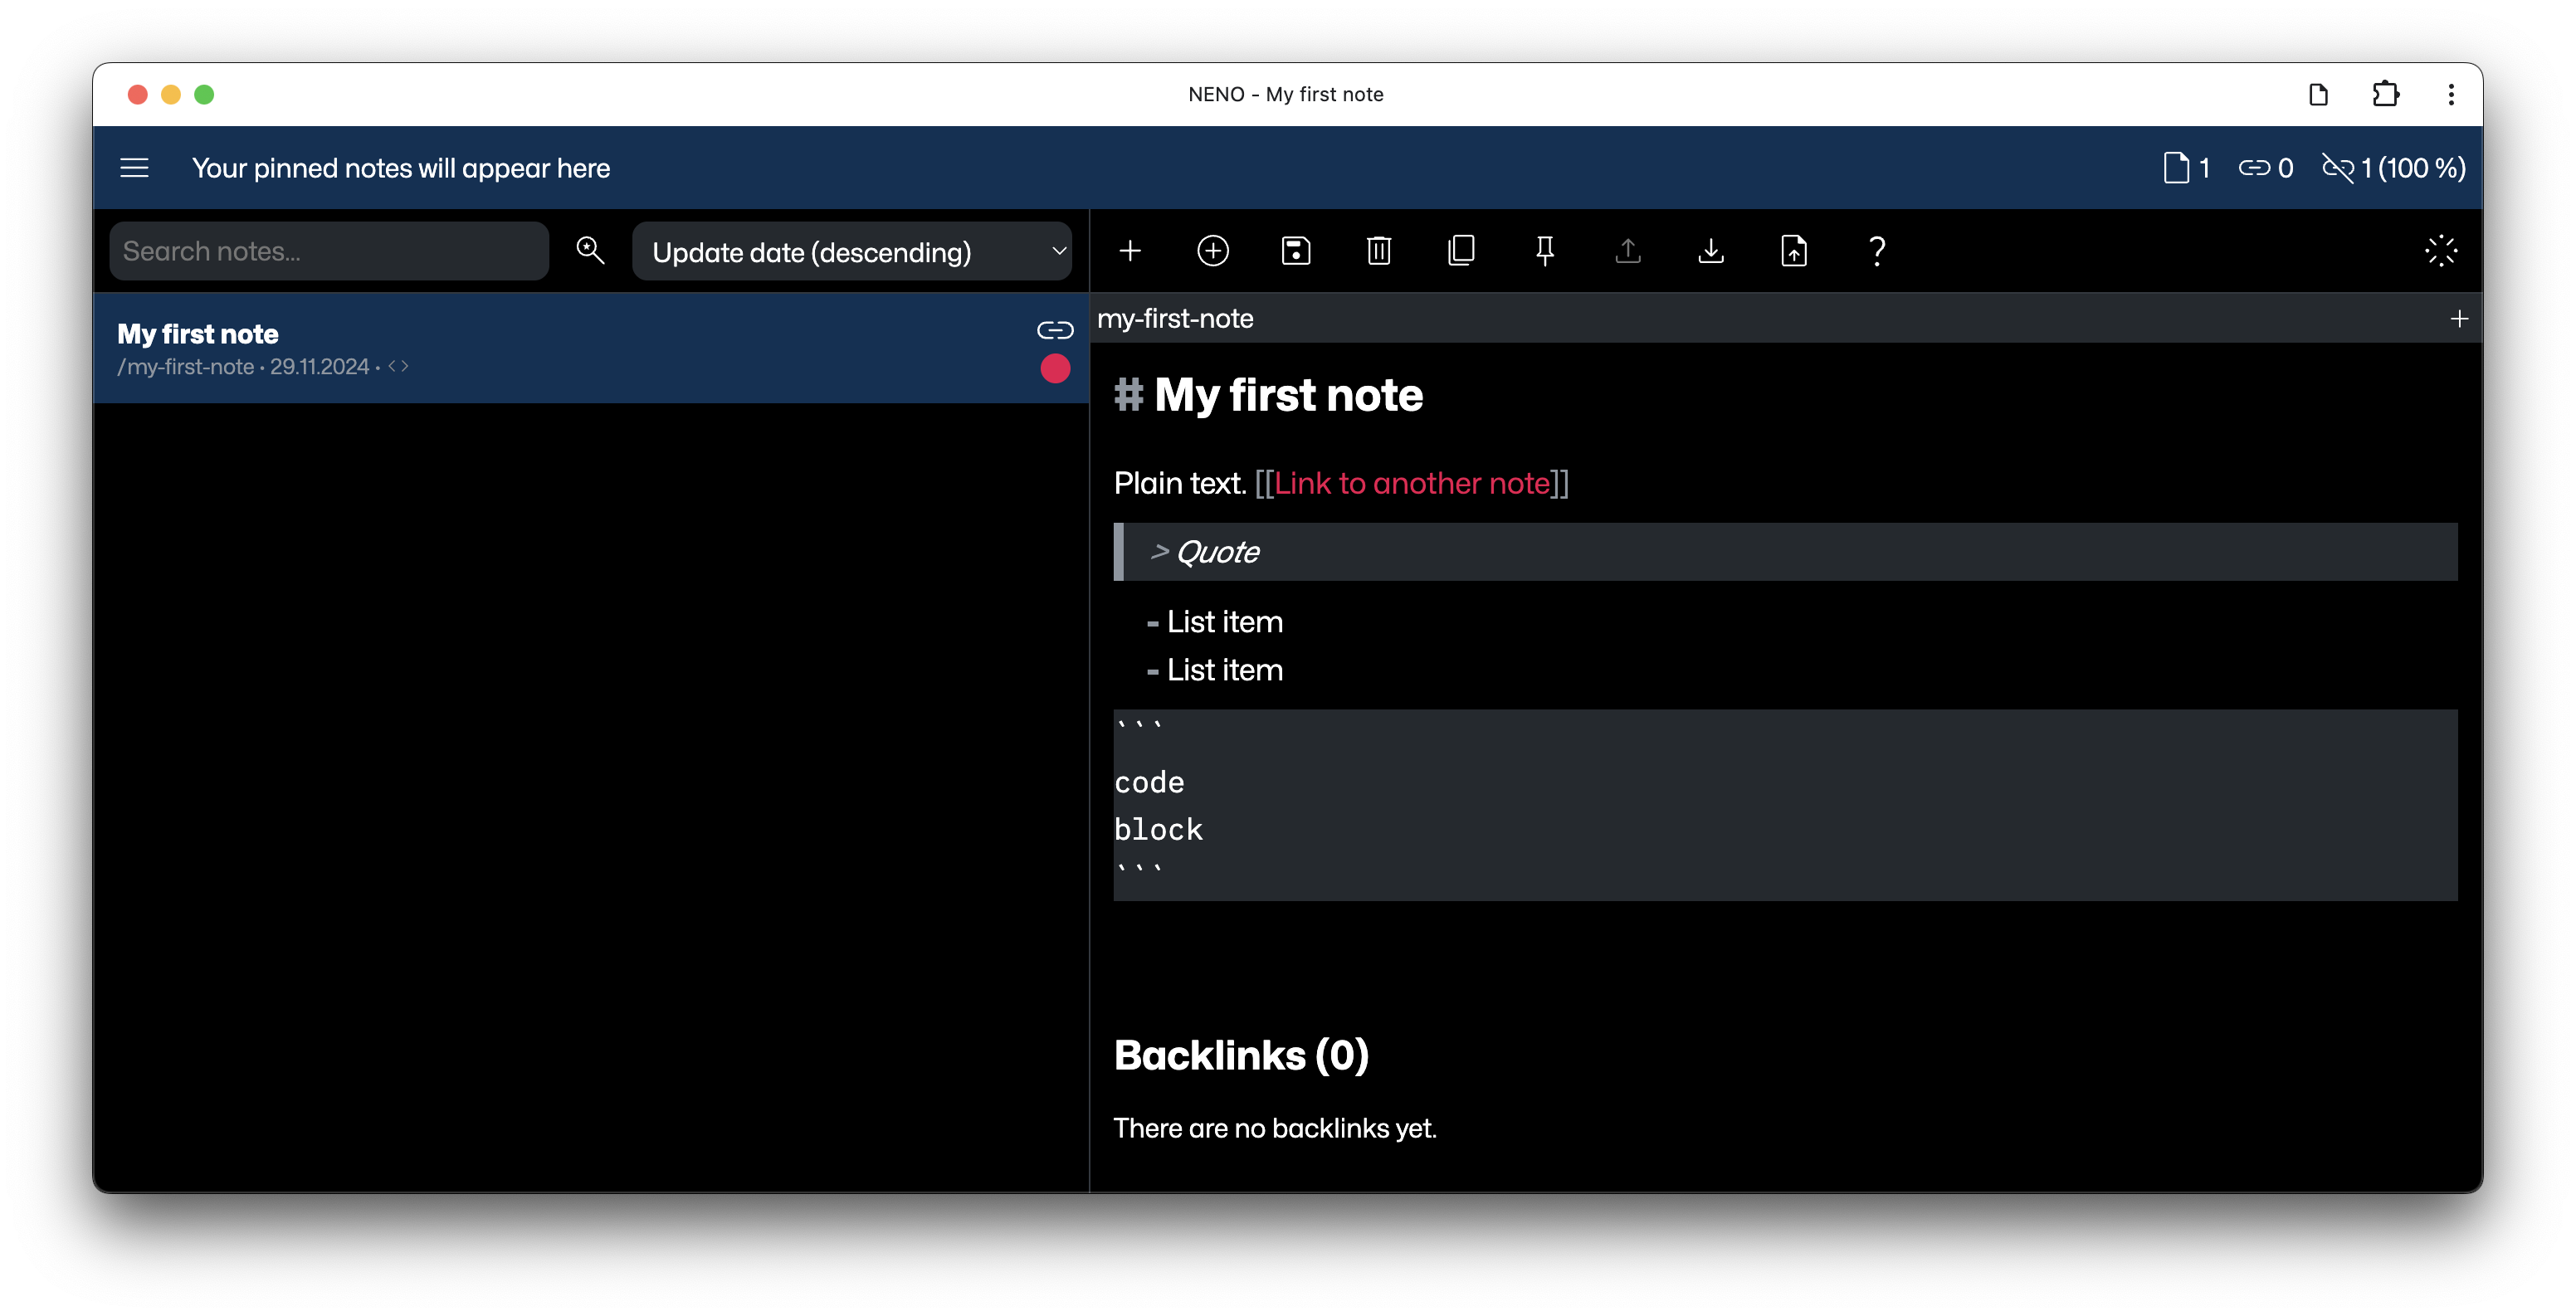 NENO - My first note
Your pinned notes will appear here
1 0 1 (100 %)
Search notes...
Update date (descending)
My first note
/my-first-note • 29.11.2024 • <>
my-first-note
# My first note
Plain text. [[Link to another note]]
> Quote
- List item
- List item
```
code
block
```
Backlinks (0)
There are no backlinks yet.